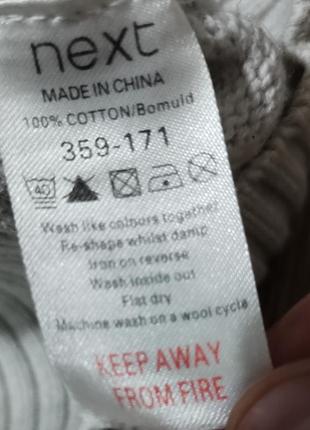 next
MADE IN CHINA
100% COTTON/Bomuld
359-171
40
Wash like colours together
Re-shape whilst damp
Iron on reverse
Wash inside out
Flat dry
Machine wash on a wool cycle
KEEP AWAY
FROM FIRE